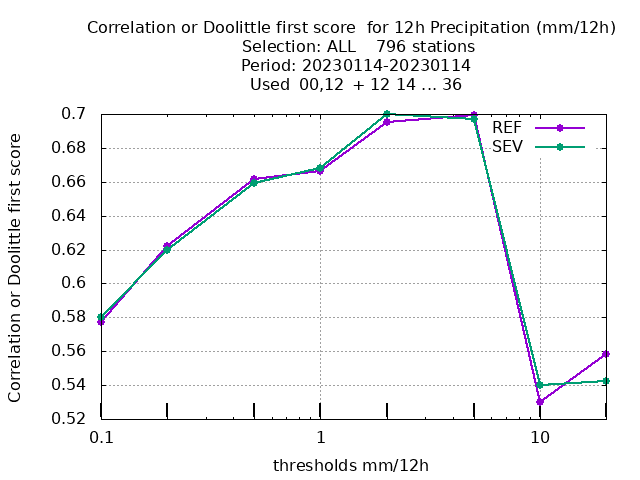 Correlation or Doolittle first score  for 12h Precipitation (mm/12h)
Selection: ALL    796 stations
Period: 20230114-20230114
Used  00,12  + 12 14 ... 36
Correlation or Doolittle first score
0.7
0.68
0.66
0.64
0.62
0.6
0.58
0.56
0.54
0.52
REF
SEV
0.1
1
10
thresholds mm/12h